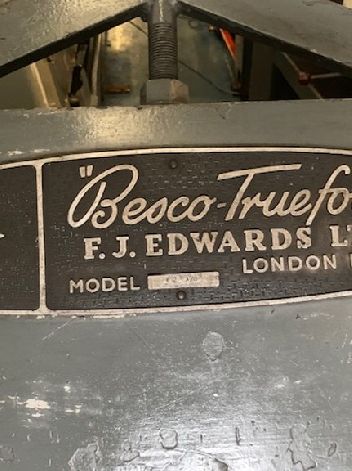 "Besco-Truefo
F. J. EDWARDS LT
LONDON
MODEL